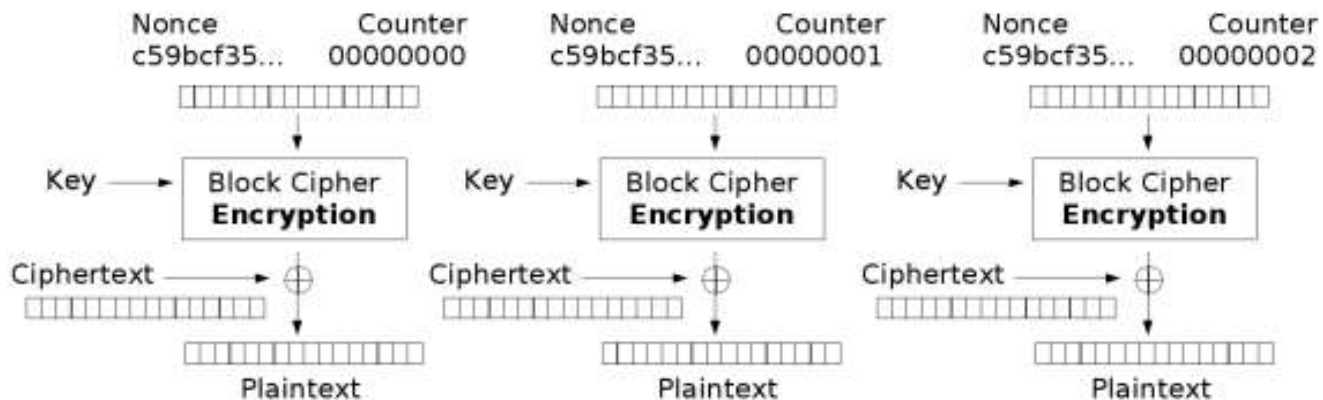 Nonce Counter
c59bcf35... 00000000
Key
Block Cipher
Encryption
Ciphertext
Plaintext
Nonce Counter
c59bcf35... 00000001
Key
Block Cipher
Encryption
Ciphertext
Plaintext
Nonce Counter
c59bcf35... 00000002
Key
Block Cipher
Encryption
Ciphertext
Plaintext